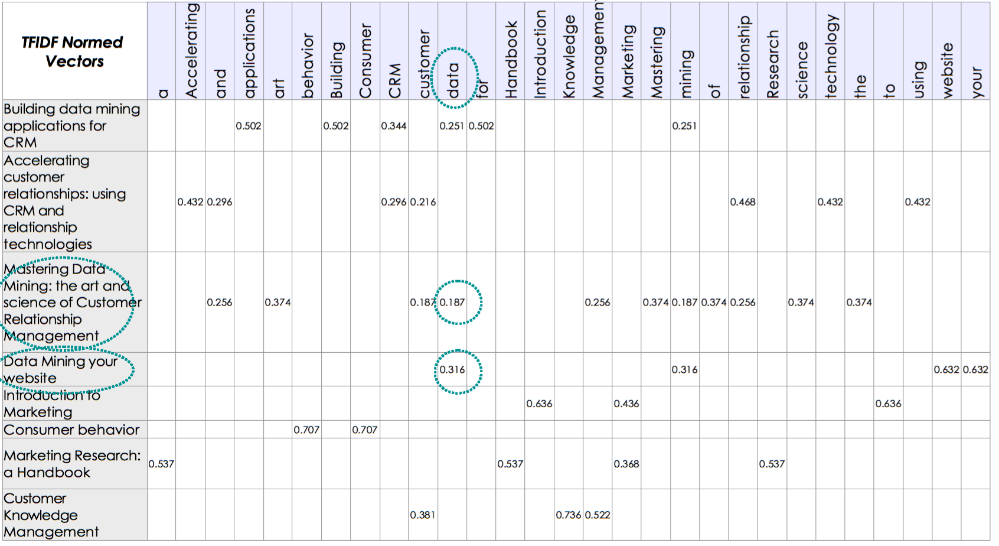 TFIDF Normed
Vectors
a
Accelerating
and
applications
art
behavior
Building
Consumer
CRM
customer
data
for
Handbook
Introduction
Knowledge
Management
Marketing
Mastering
mining
of
relationship
Research
science
technology
the
to
using
website
your
Building data mining
applications for
CRM
0.502 0.502 0.344 0.251 0.502 0.251
Accelerating
customer
relationships: using
CRM and
relationship
technologies
0.432 0.296 0.296 0.216 0.468 0.432 0.432
Mastering Data
Mining: the art and
science of Customer
Relationship
Management
0.256 0.374 0.187 0.187 0.256 0.374 0.187 0.374 0.256 0.374 0.374
Data Mining your
website
0.316 0.316 0.632 0.632
Introduction to
Marketing
0.636 0.436 0.636
Consumer behavior
0.707 0.707
Marketing Research:
a Handbook
0.537 0.537 0.368 0.537
Customer
Knowledge
Management
0.381 0.736 0.522